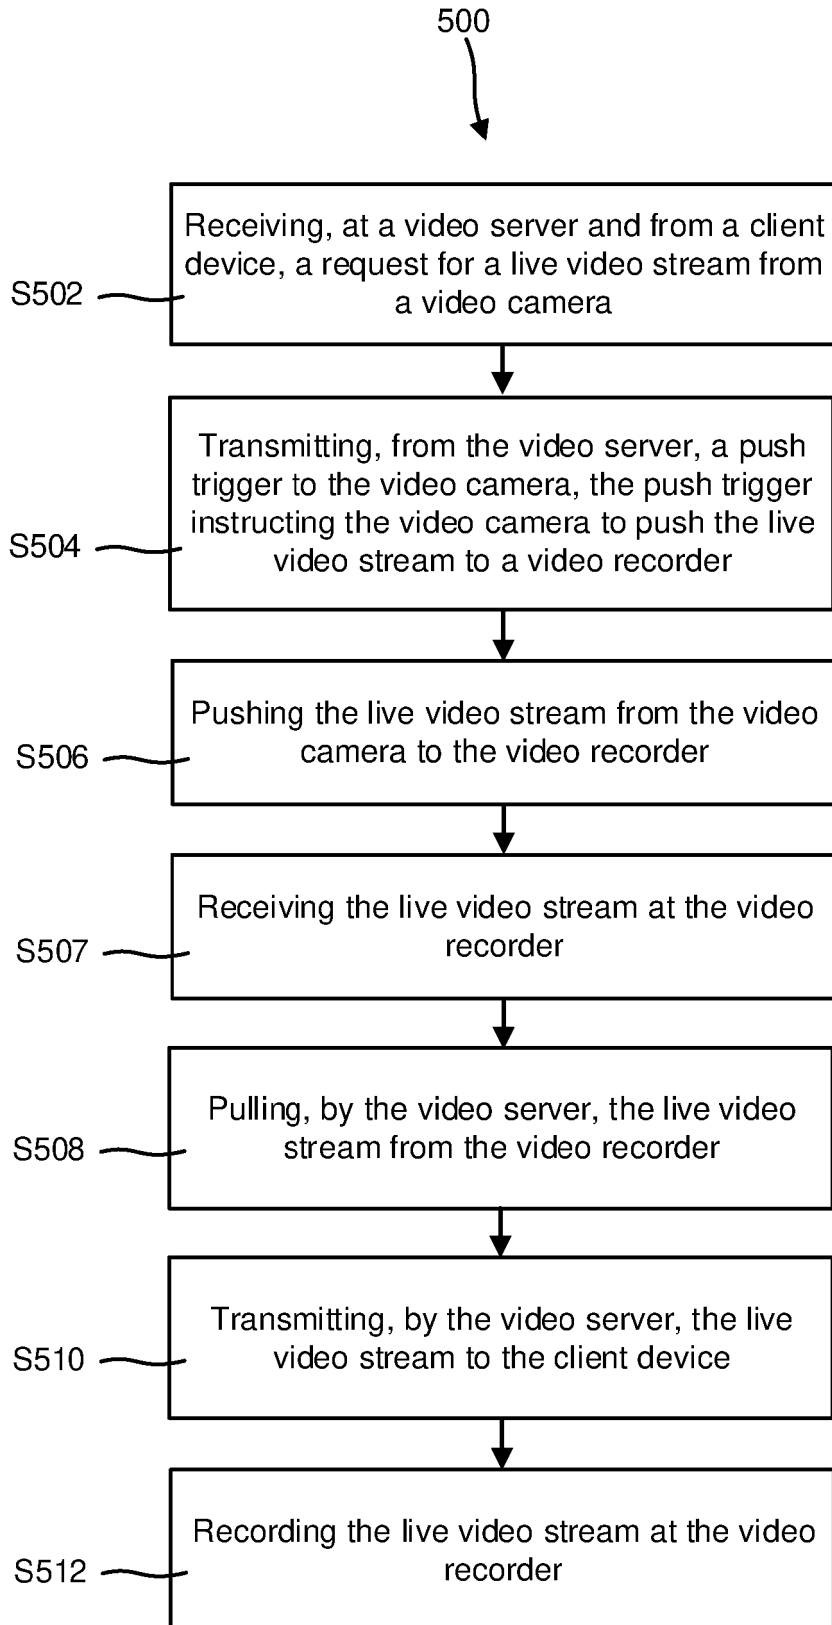 500
Receiving, at a video server and from a client
device, a request for a live video stream from
a video camera
S502
Transmitting, from the video server, a push
trigger to the video camera, the push trigger
instructing the video camera to push the live
video stream to a video recorder
S504
Pushing the live video stream from the video
camera to the video recorder
S506
Receiving the live video stream at the video
recorder
S507
Pulling, by the video server, the live video
stream from the video recorder
S508
Transmitting, by the video server, the live
video stream to the client device
S510
Recording the live video stream at the video
recorder
S512